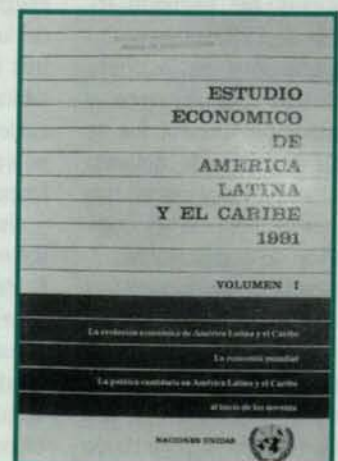 ESTUDIO
ECONOMICO
DE
AMERICA
LATINA
Y EL CARIBE
1991
VOLUMEN I
La evolución económica de América Latina y el Caribe
La economía mundial
La política cambiaria en América Latina y el Caribe
al inicio de los noventa
NACIONES UNIDAS